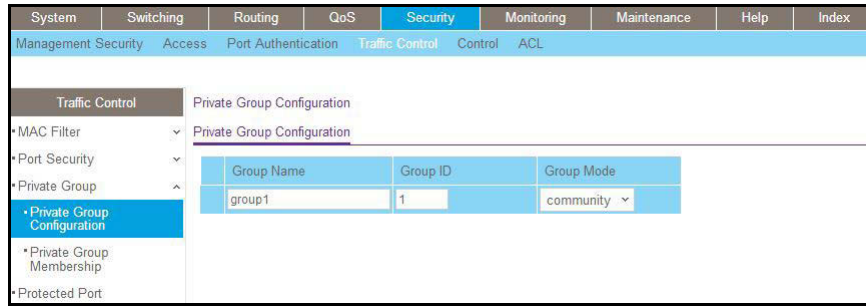 System Switching Routing QoS Security Monitoring Maintenance Help Index
Management Security Access Port Authentication Traffic Control Control ACL
Traffic Control
MAC Filter
Port Security
Private Group
Private Group
Configuration
Private Group
Membership
Protected Port
Private Group Configuration
Private Group Configuration
Group Name Group ID Group Mode
group1 1 community